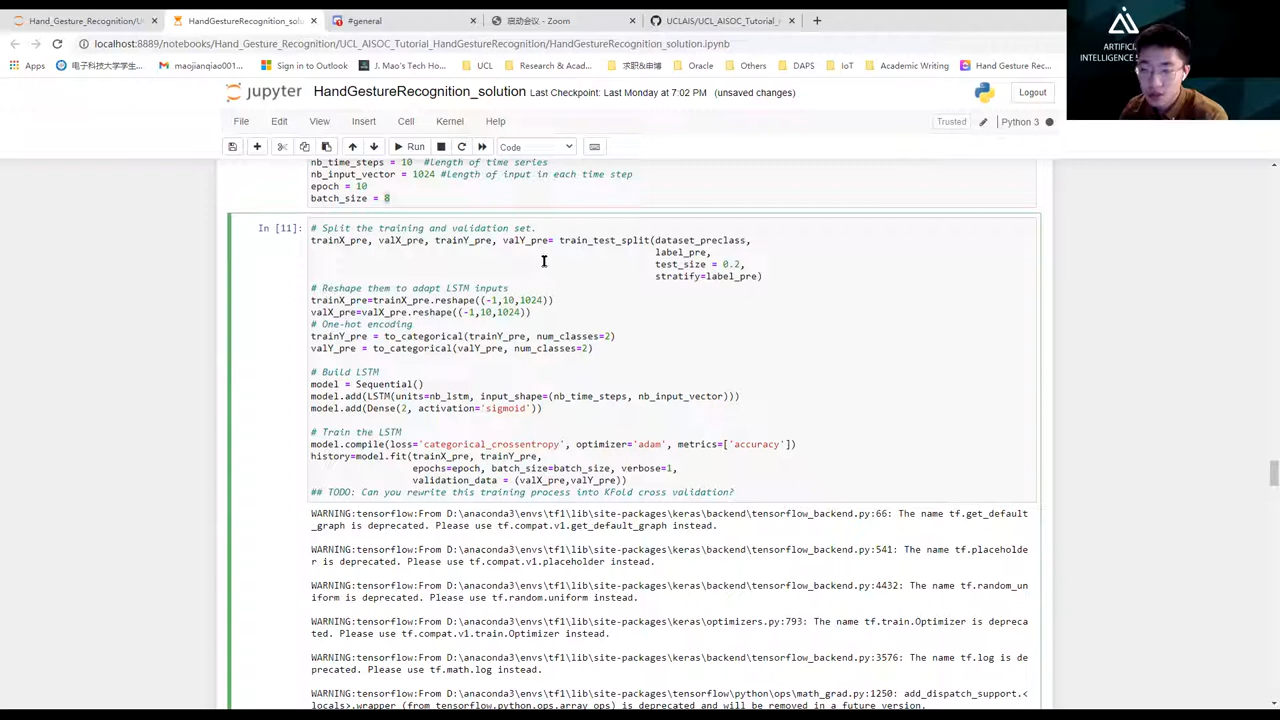 Hand_Gesture_Recognition/U
HandGestureRecognition_solu
#general
启动会议 - Zoom
UCLAIS/UCL_AISOC_Tutorial_
localhost:8889/notebooks/Hand_Gesture_Recognition/UCL_AISOC_Tutorial_HandGestureRecognition/HandGestureRecognition_solution.ipynb
Apps
电子科技大学学生...
maojianqiao001...
Sign in to Outlook
J. Mao's Tech Ho...
UCL
Research & Acad...
求职&申博
Oracle
Others
DAPS
IoT
Academic Writing
Hand Gesture Rec...
ARTIFIC
INTELLIGENCE S
jupyter HandGestureRecognition_solution Last Checkpoint: Last Monday at 7:02 PM (unsaved changes)
Logout
File Edit View Insert Cell Kernel Help
Trusted Python 3
Run Code
nb_time_steps = 10 #length of time series
nb_input_vector = 1024 #length of input in each time step
epoch = 10
batch_size = 8
In [11]:
# Split the training and validation set.
trainX_pre, valX_pre, trainY_pre, valY_pre= train_test_split(dataset_preclass,
label_pre,
test_size = 0.2,
stratify=label_pre)
# Reshape them to adapt LSTM inputs
trainX_pre=trainX_pre.reshape((-1,10,1024))
valX_pre=valX_pre.reshape((-1,10,1024))
# One-hot encoding
trainY_pre = to_categorical(trainY_pre, num_classes=2)
valY_pre = to_categorical(valY_pre, num_classes=2)
# Build LSTM
model = Sequential()
model.add(LSTM(units=nb_lstm, input_shape=(nb_time_steps, nb_input_vector)))
model.add(Dense(2, activation='sigmoid'))
# Train the LSTM
model.compile(loss='categorical_crossentropy', optimizer='adam', metrics=['accuracy'])
history=model.fit(trainX_pre, trainY_pre,
epochs=epoch, batch_size=batch_size, verbose=1,
validation_data = (valX_pre,valY_pre))
## TODO: Can you rewrite this training process into KFold cross validation?
WARNING:tensorflow:From D:\anaconda3\envs\tf1\lib\site-packages\keras\backend\tensorflow_backend.py:66: The name tf.get_default
_graph is deprecated. Please use tf.compat.v1.get_default_graph instead.
WARNING:tensorflow:From D:\anaconda3\envs\tf1\lib\site-packages\keras\backend\tensorflow_backend.py:541: The name tf.placeholde
r is deprecated. Please use tf.compat.v1.placeholder instead.
WARNING:tensorflow:From D:\anaconda3\envs\tf1\lib\site-packages\keras\backend\tensorflow_backend.py:4432: The name tf.random_un
iform is deprecated. Please use tf.random.uniform instead.
WARNING:tensorflow:From D:\anaconda3\envs\tf1\lib\site-packages\keras\optimizers.py:793: The name tf.train.Optimizer is depreca
ted. Please use tf.compat.v1.train.Optimizer instead.
WARNING:tensorflow:From D:\anaconda3\envs\tf1\lib\site-packages\keras\backend\tensorflow_backend.py:3576: The name tf.log is de
precated. Please use tf.math.log instead.
WARNING:tensorflow:From D:\anaconda3\envs\tf1\lib\site-packages\tensorflow\python\ops\math_grad.py:1250: add_dispatch_support.<
locals>.wrapper (from tensorflow.python.ops.array_ops) is deprecated and will be removed in a future version.